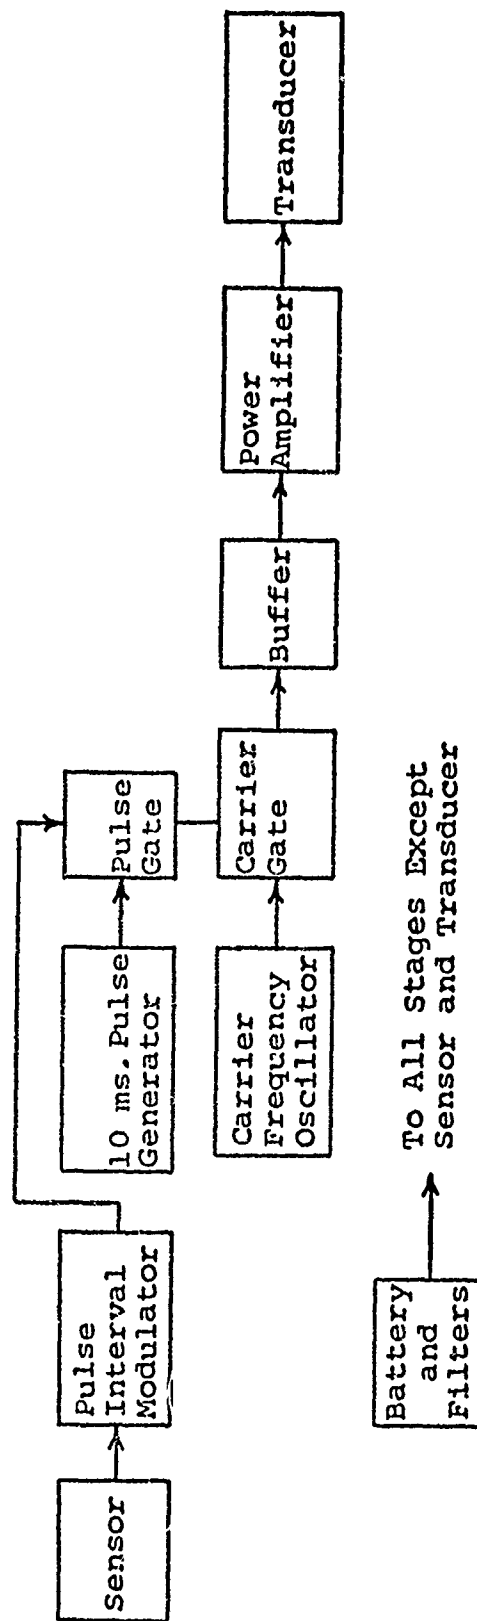 Sensor
Pulse
Interval
Modulator
10 ms. Pulse
Generator
Pulse
Gate
Carrier
Frequency
Oscillator
Carrier
Gate
Buffer
Power
Amplifier
Transducer
Battery
and
Filters
To All Stages Except
Sensor and Transducer